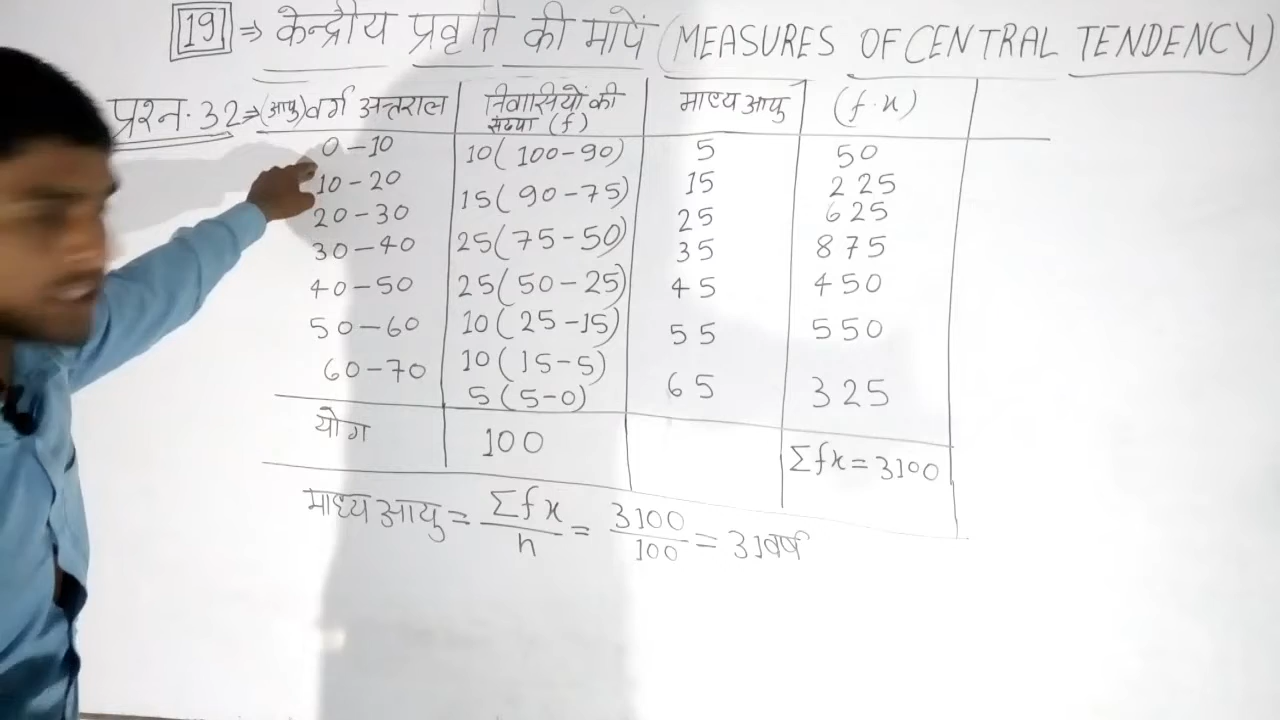 19 ⇒ केन्द्रीय प्रवृत्ति की मापें (MEASURES OF CENTRAL TENDENCY)
प्रश्न·32⇒ (आयु) वर्ग अन्तराल निवासियों की संख्या (f) माध्य आयु (f·x)
0-10 10(100-90) 5 50
10-20 15(90-75) 15 225
20-30 25(75-50) 25 625
30-40 25(50-25) 35 875
40-50 10(25-15) 45 450
50-60 10(15-5) 55 550
60-70 5(5-0) 65 325
योग 100 Σfx=3100
माध्य आयु = Σfx/n = 3100/100 = 31वर्ष